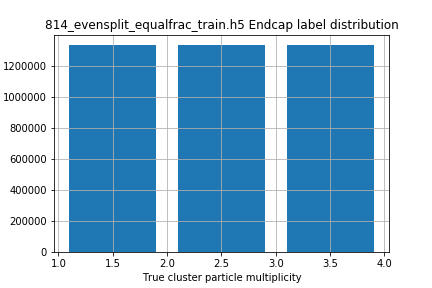 814_evensplit_equalfrac_train.h5 Endcap label distribution
1200000
1000000
800000
600000
400000
200000
0
1.0 1.5 2.0 2.5 3.0 3.5 4.0
True cluster particle multiplicity